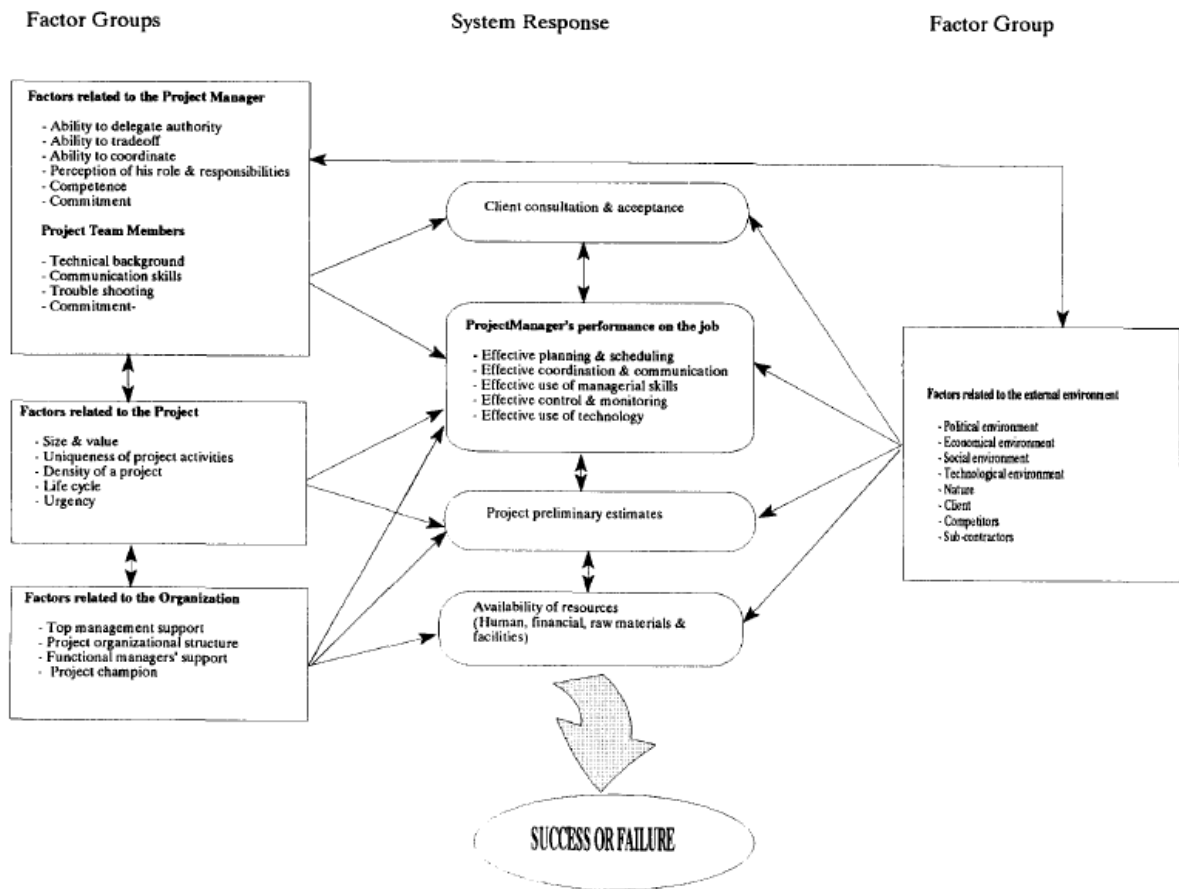 Factor Groups
System Response
Factor Group
Factors related to the Project Manager
- Ability to delegate authority
- Ability to tradeoff
- Ability to coordinate
- Perception of his role & responsibilities
- Competence
- Commitment
Project Team Members
- Technical background
- Communication skills
- Trouble shooting
- Commitment-
Factors related to the Project
- Size & value
- Uniqueness of project activities
- Density of a project
- Life cycle
- Urgency
Factors related to the Organization
- Top management support
- Project organizational structure
- Functional managers' support
- Project champion
Client consultation & acceptance
ProjectManager's performance on the job
- Effective planning & scheduling
- Effective coordination & communication
- Effective use of managerial skills
- Effective control & monitoring
- Effective use of technology
Project preliminary estimates
Availability of resources
(Human, financial, raw materials &
facilities)
Factors related to the external environment
- Political environment
- Economical environment
- Social environment
- Technological environment
- Nature
- Client
- Competitors
- Sub-contractors
SUCCESS OR FAILURE